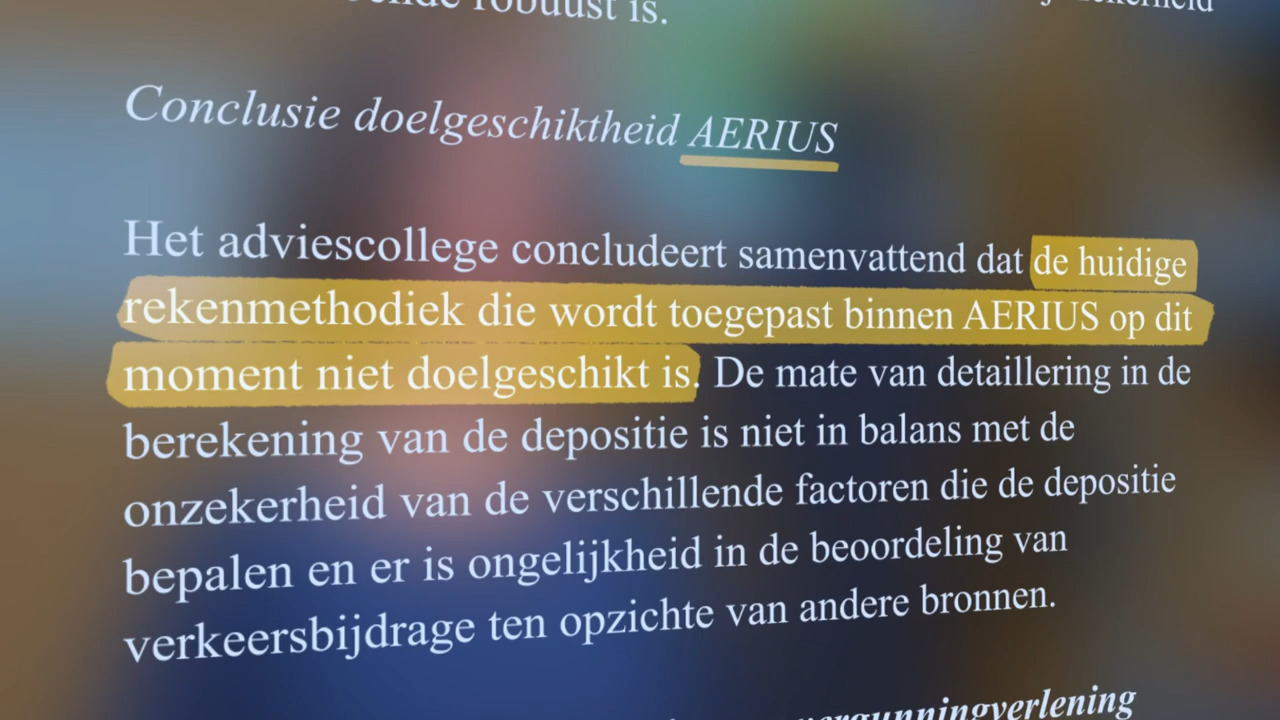 robuust is.
Conclusie doelgeschiktheid AERIUS
Het adviescollege concludeert samenvattend dat de huidige
rekenmethodiek die wordt toegepast binnen AERIUS op dit
moment niet doelgeschikt is. De mate van detaillering in de
berekening van de depositie is niet in balans met de
onzekerheid van de verschillende factoren die de depositie
bepalen en er is ongelijkheid in de beoordeling van
verkeersbijdrage ten opzichte van andere bronnen.